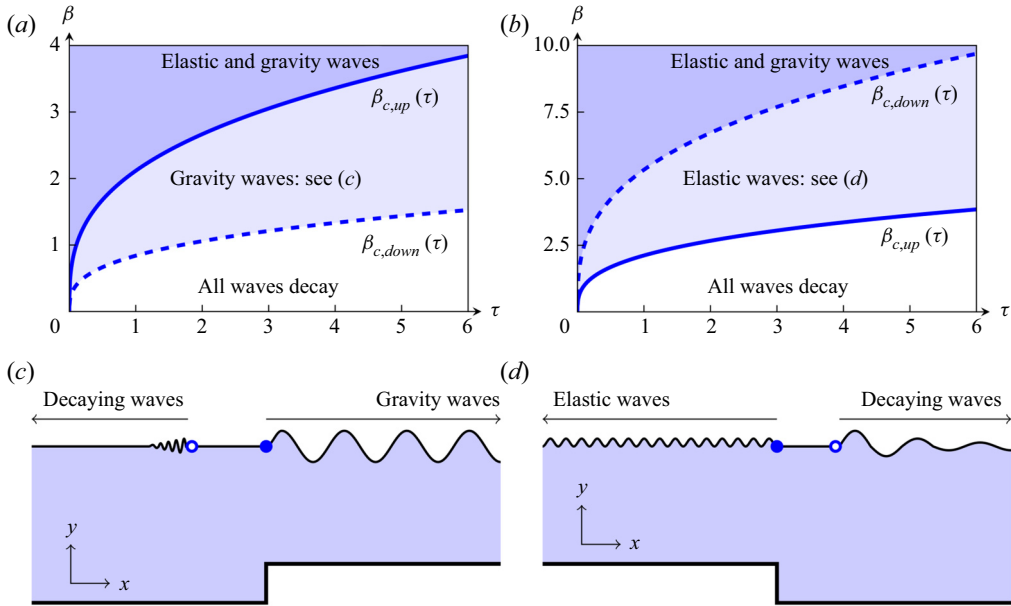 (a)
β
4
3
2
1
0
1
2
3
4
5
6
τ
Elastic and gravity waves
β_{c,up} (τ)
Gravity waves: see (c)
β_{c,down} (τ)
All waves decay
(b)
β
10.0
7.5
5.0
2.5
0
1
2
3
4
5
6
τ
Elastic and gravity waves
β_{c,down} (τ)
Elastic waves: see (d)
β_{c,up} (τ)
All waves decay
(c)
Decaying waves
Gravity waves
y
x
(d)
Elastic waves
Decaying waves
y
x